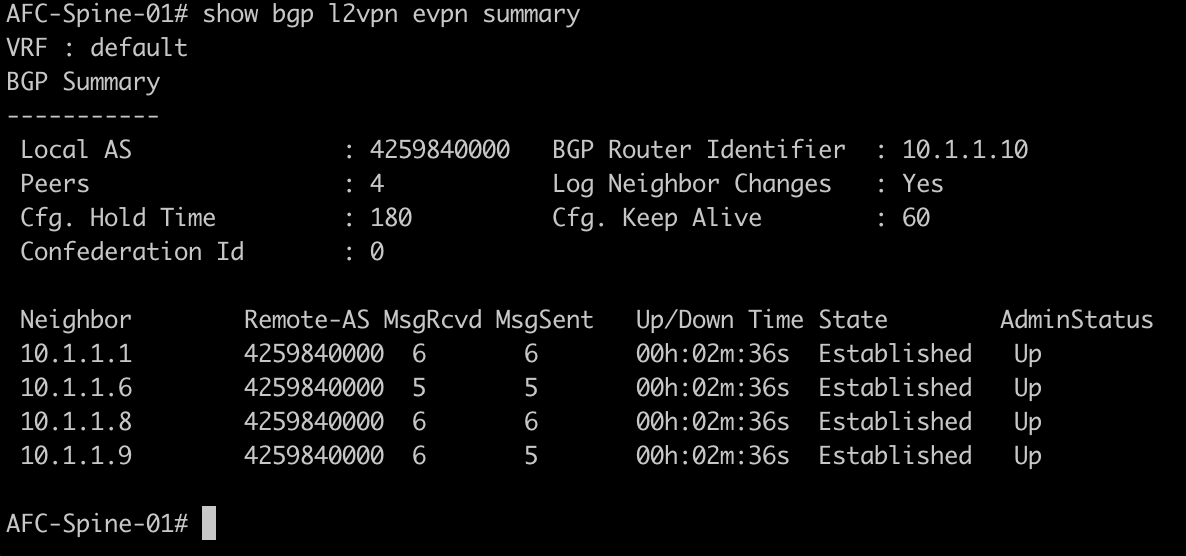 AFC-Spine-01# show bgp l2vpn evpn summary
VRF : default
BGP Summary
-----------
Local AS : 4259840000 BGP Router Identifier : 10.1.1.10
Peers : 4 Log Neighbor Changes : Yes
Cfg. Hold Time : 180 Cfg. Keep Alive : 60
Confederation Id : 0
Neighbor Remote-AS MsgRcvd MsgSent Up/Down Time State AdminStatus
10.1.1.1 4259840000 6 6 00h:02m:36s Established Up
10.1.1.6 4259840000 5 5 00h:02m:36s Established Up
10.1.1.8 4259840000 6 6 00h:02m:36s Established Up
10.1.1.9 4259840000 6 5 00h:02m:36s Established Up
AFC-Spine-01#